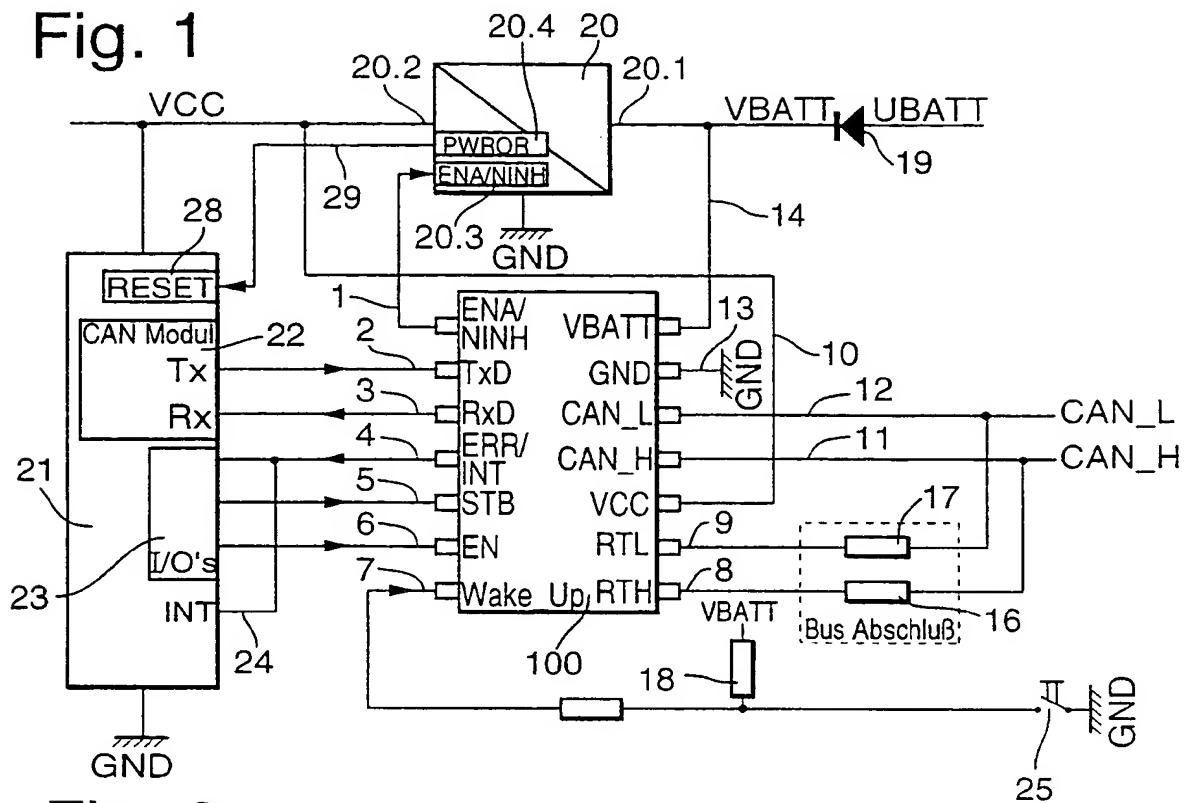 Fig. 1
20.4
20
20.2
20.1
VCC
VBATT
UBATT
PWROR
19
29
ENA/NINH
28
20.3
14
GND
RESET
1
ENA/
NINH
VBATT
13
CAN Modul
22
2
10
Tx
TxD
GND
GND
3
12
Rx
RxD
CAN_L
CAN_L
4
ERR/
INT
11
CAN_H
CAN_H
21
5
STB
VCC
17
6
9
I/O's
EN
RTL
23
7
8
Wake Up
RTH
INT
VBATT
16
Bus Abschluß
24
100
18
GND
GND
25